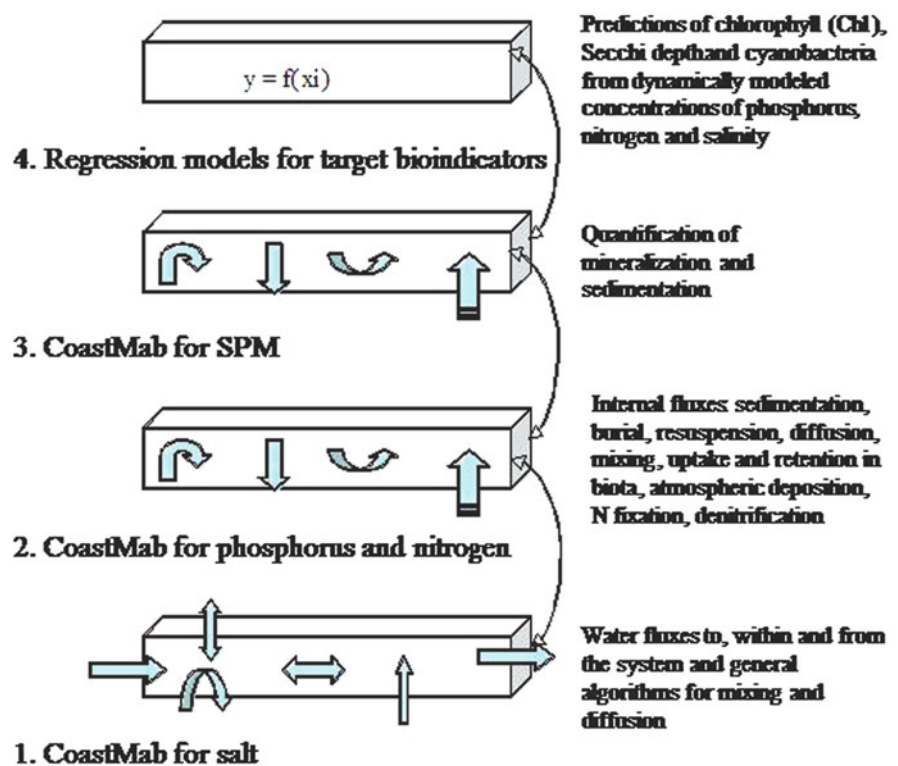 Predictions of chlorophyll (Chl),
Secchi depthand cyanobacteria
from dynamically modeled
concentrations of phosphorus,
nitrogen and salinity
y = f(xi)
4. Regression models for target bioindicators
Quantification of
mineralization and
sedimentation
3. CoastMab for SPM
Internal fluxes: sedimentation,
burial, resuspension, diffusion,
mixing, uptake and retention in
biota, atmospheric deposition,
N fixation, denitrification
2. CoastMab for phosphorus and nitrogen
Water fluxes to, within and from
the system and general
algorithms for mixing and
diffusion
1. CoastMab for salt